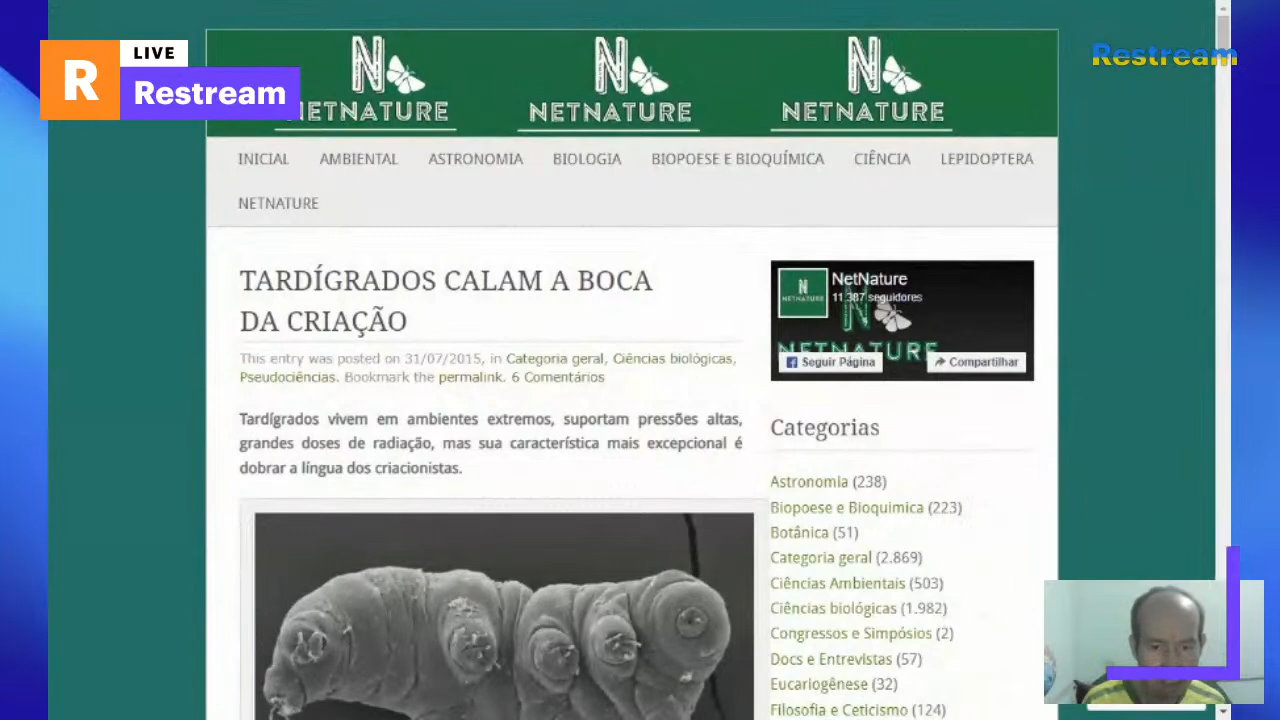 LIVE
R
Restream
Restream
NETNATURE
NETNATURE
NETNATURE
INICIAL AMBIENTAL ASTRONOMIA BIOLOGIA BIOPOESE E BIOQUÍMICA CIÊNCIA LEPIDOPTERA
NETNATURE
TARDÍGRADOS CALAM A BOCA
DA CRIAÇÃO
This entry was posted on 31/07/2015, in Categoria geral, Ciências biológicas,
Pseudociências. Bookmark the permalink. 6 Comentários
Tardígrados vivem em ambientes extremos, suportam pressões altas,
grandes doses de radiação, mas sua característica mais excepcional é
dobrar a língua dos criacionistas.
NetNature
11.387 seguidores
NETNATURE
NETNATURE
Seguir Página
Compartilhar
Categorias
Astronomia (238)
Biopoese e Bioquimica (223)
Botânica (51)
Categoria geral (2.869)
Ciências Ambientais (503)
Ciências biológicas (1.982)
Congressos e Simpósios (2)
Docs e Entrevistas (57)
Eucariogênese (32)
Filosofia e Ceticismo (124)